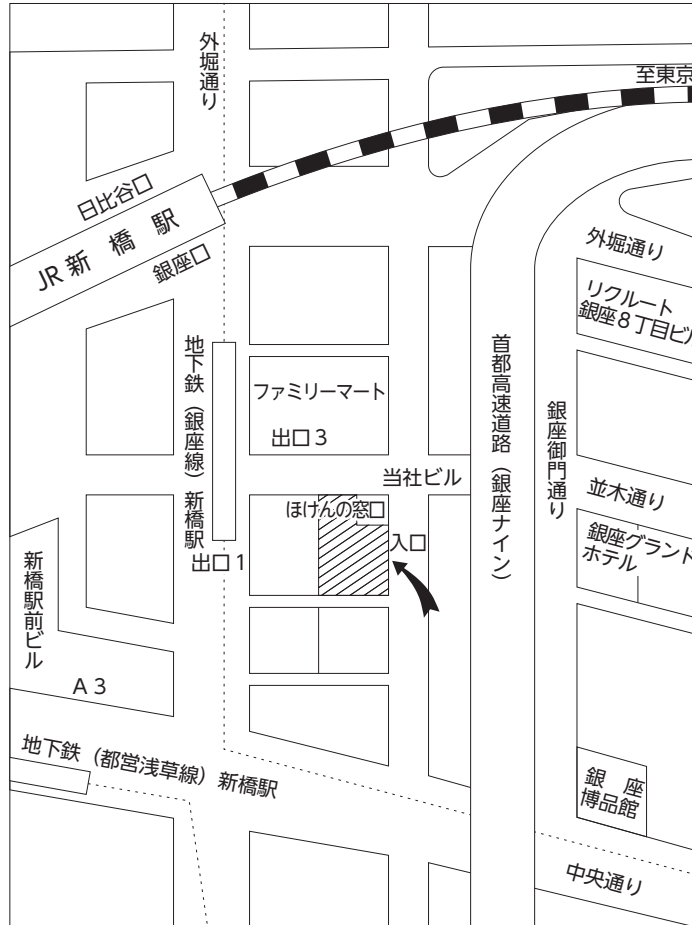 外堀通り
至東京
日比谷口
JR 新 橋 駅
銀座口
外堀通り
リクルート
銀座8丁目ビル
地下鉄（銀座線）新橋駅
ファミリーマート
出口3
首都高速道路（銀座ナイン）
銀座御門通り
当社ビル
並木通り
ほけんの窓口
入口
銀座グランド
ホテル
出口1
新橋駅前ビル
A3
地下鉄（都営浅草線）新橋駅
銀 座
博品館
中央通り